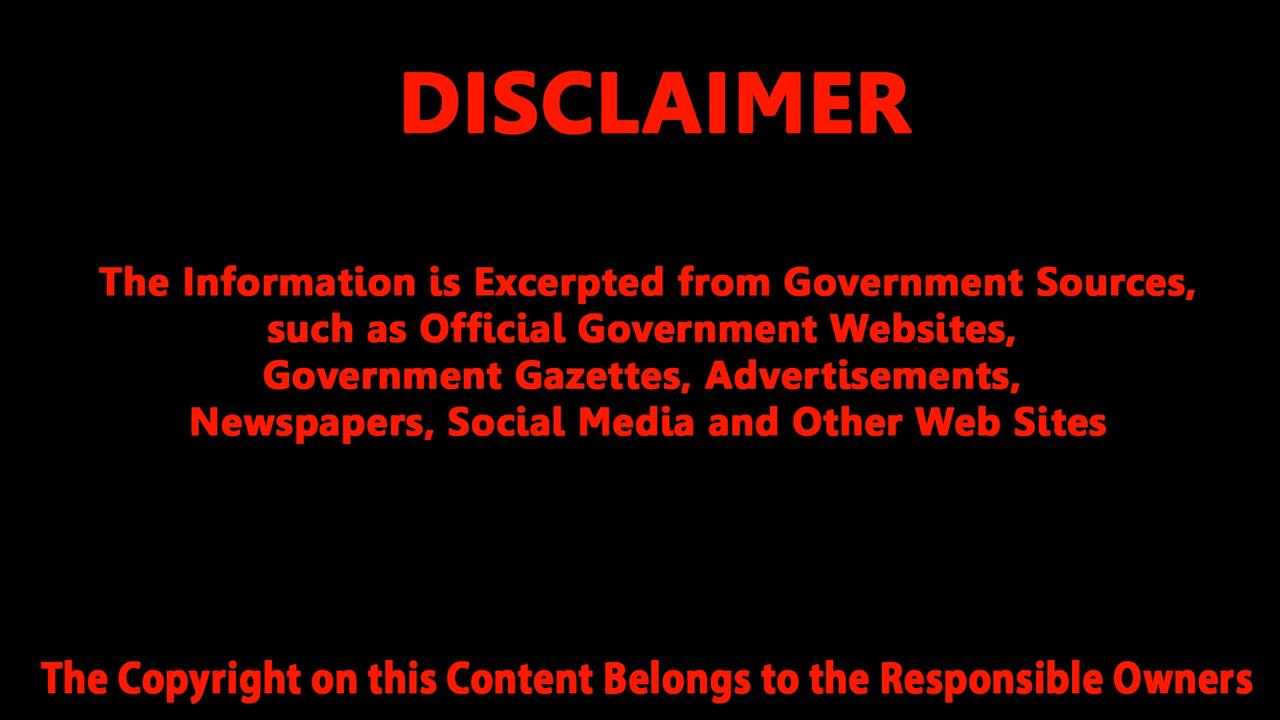 DISCLAIMER
The Information is Excerpted from Government Sources,
such as Official Government Websites,
Government Gazettes, Advertisements,
Newspapers, Social Media and Other Web Sites
The Copyright on this Content Belongs to the Responsible Owners